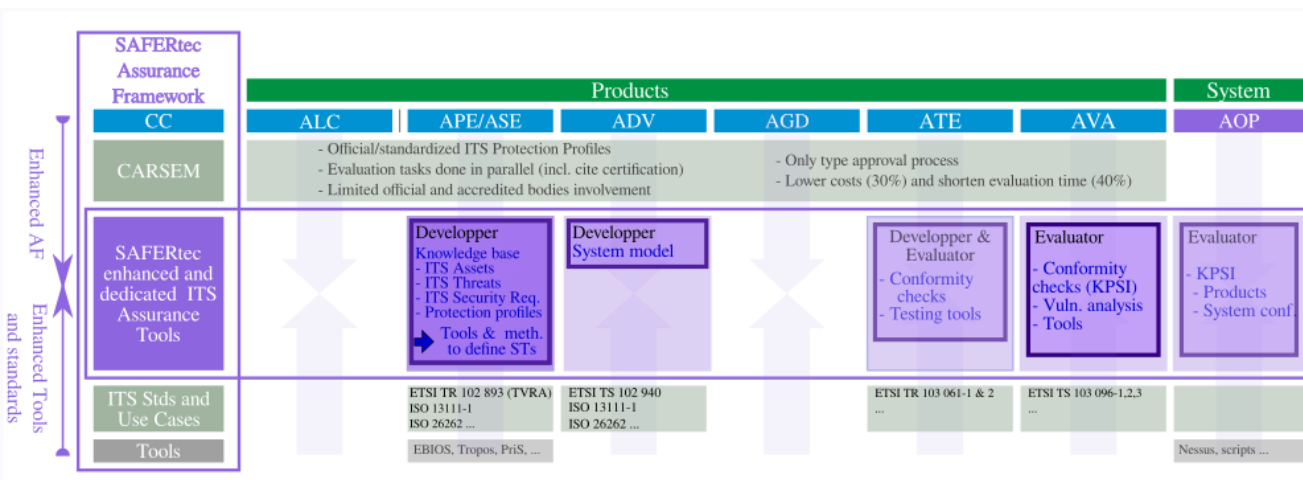 SAFERtec
Assurance
Framework
Products
System
CC
ALC
APE/ASE
ADV
AGD
ATE
AVA
AOP
Enhanced AF
Enhanced Tools
and standards
CARSEM
- Official/standardized ITS Protection Profiles
- Evaluation tasks done in parallel (incl. cite certification)
- Limited official and accredited bodies involvement
- Only type approval process
- Lower costs (30%) and shorten evaluation time (40%)
SAFERtec
enhanced and
dedicated ITS
Assurance
Tools
Developper
Knowledge base
- ITS Assets
- ITS Threats
- ITS Security Req.
- Protection profiles
Tools & meth.
to define STs
Developper
System model
Developper &
Evaluator
- Conformity
checks
- Testing tools
Evaluator
- Conformity
checks (KPSI)
- Vuln. analysis
- Tools
Evaluator
- KPSI
- Products
- System conf.
ITS Stds and
Use Cases
ETSI TR 102 893 (TVRA)
ISO 13111-1
ISO 26262 ...
ETSI TS 102 940
ISO 13111-1
ISO 26262 ...
ETSI TR 103 061-1 & 2
...
ETSI TS 103 096-1,2,3
...
Tools
EBIOS, Tropos, PriS, ...
Nessus, scripts ...